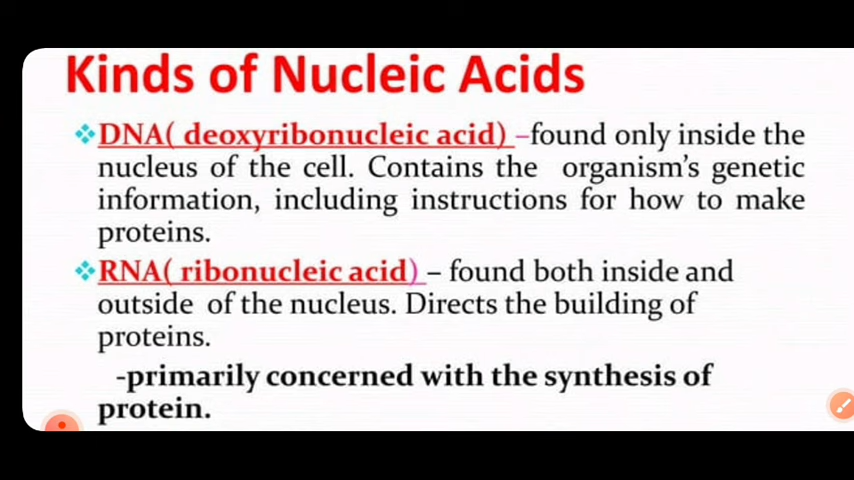 Kinds of Nucleic Acids
❖DNA( deoxyribonucleic acid) –found only inside the
nucleus of the cell. Contains the organism's genetic
information, including instructions for how to make
proteins.
❖RNA( ribonucleic acid) – found both inside and
outside of the nucleus. Directs the building of
proteins.
-primarily concerned with the synthesis of
protein.